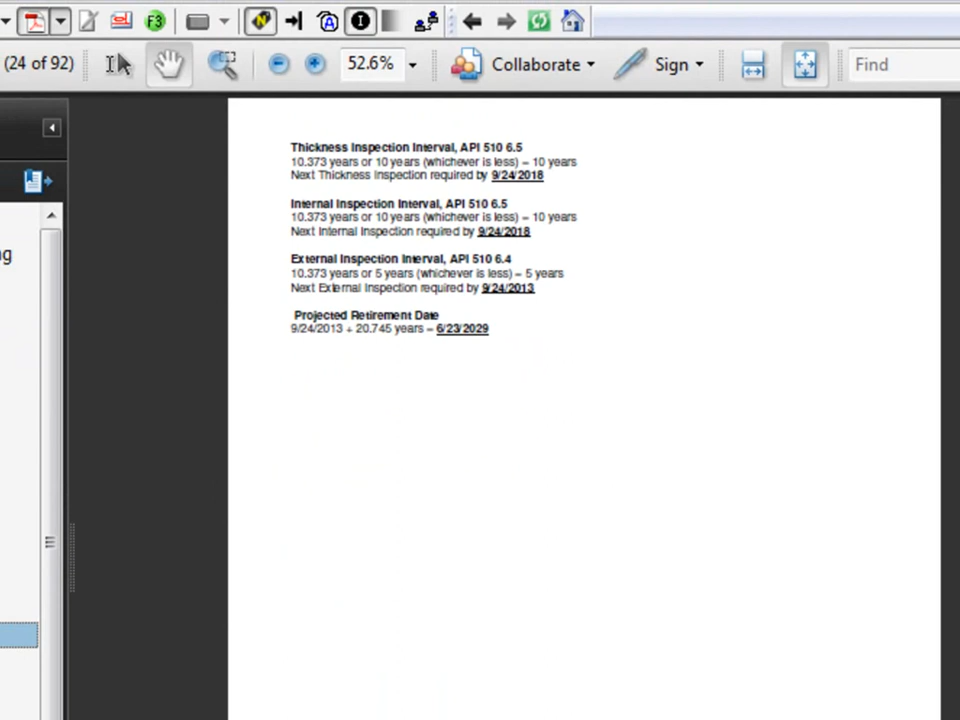 (24 of 92)
52.6%
Collaborate
Sign
Find
Thickness Inspection Interval, API 510 6.5
10.373 years or 10 years (whichever is less) = 10 years
Next Thickness Inspection required by 9/24/2018
Internal Inspection Interval, API 510 6.5
10.373 years or 10 years (whichever is less) = 10 years
Next Internal Inspection required by 9/24/2018
External Inspection Interval, API 510 6.4
10.373 years or 5 years (whichever is less) = 5 years
Next External Inspection required by 9/24/2013
Projected Retirement Date
9/24/2013 + 20.745 years = 6/23/2029
ng